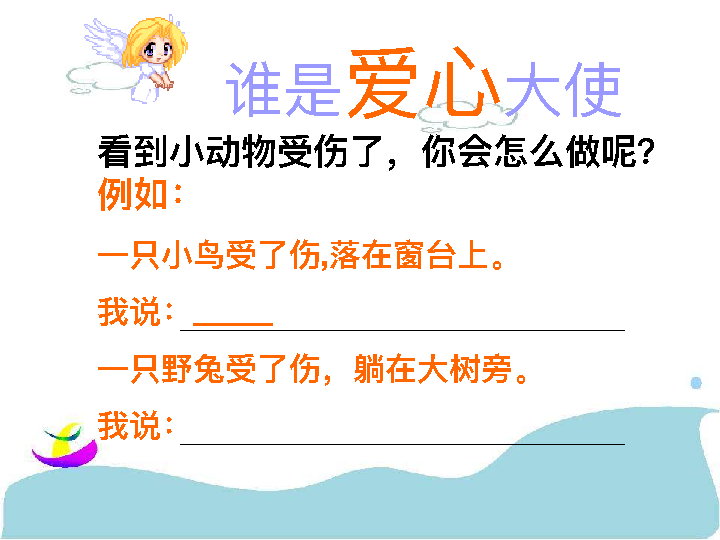 谁是爱心大使
看到小动物受伤了，你会怎么做呢?
例如：
一只小鸟受了伤,落在窗台上。
我说：_____
一只野兔受了伤，躺在大树旁。
我说：